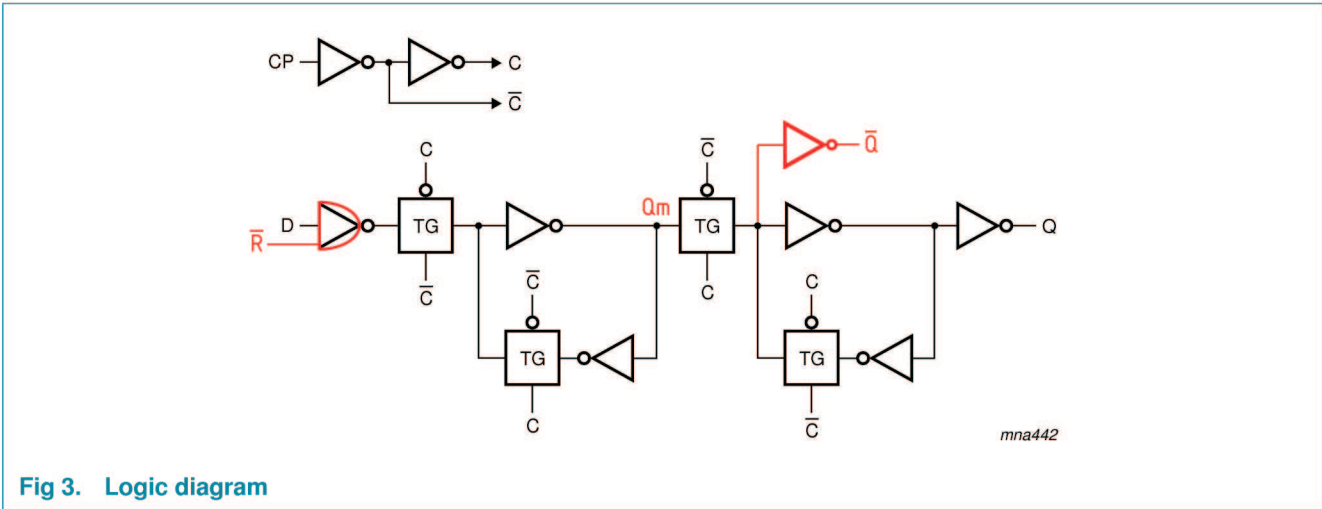 CP
C
C̅
C
C̅
Q̅
D
R̅
TG
Qm
TG
Q
C̅
C̅
C
C
TG
TG
C
C̅
mna442
Fig 3. Logic diagram